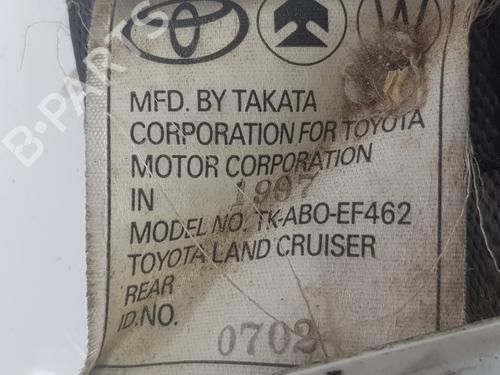 B-PARTS
MFD. BY TAKATA
CORPORATION FOR TOYOTA
MOTOR CORPORATION
IN 1997
MODEL NO. TK-ABO-EF462
TOYOTA LAND CRUISER
REAR
ID.NO. 0702